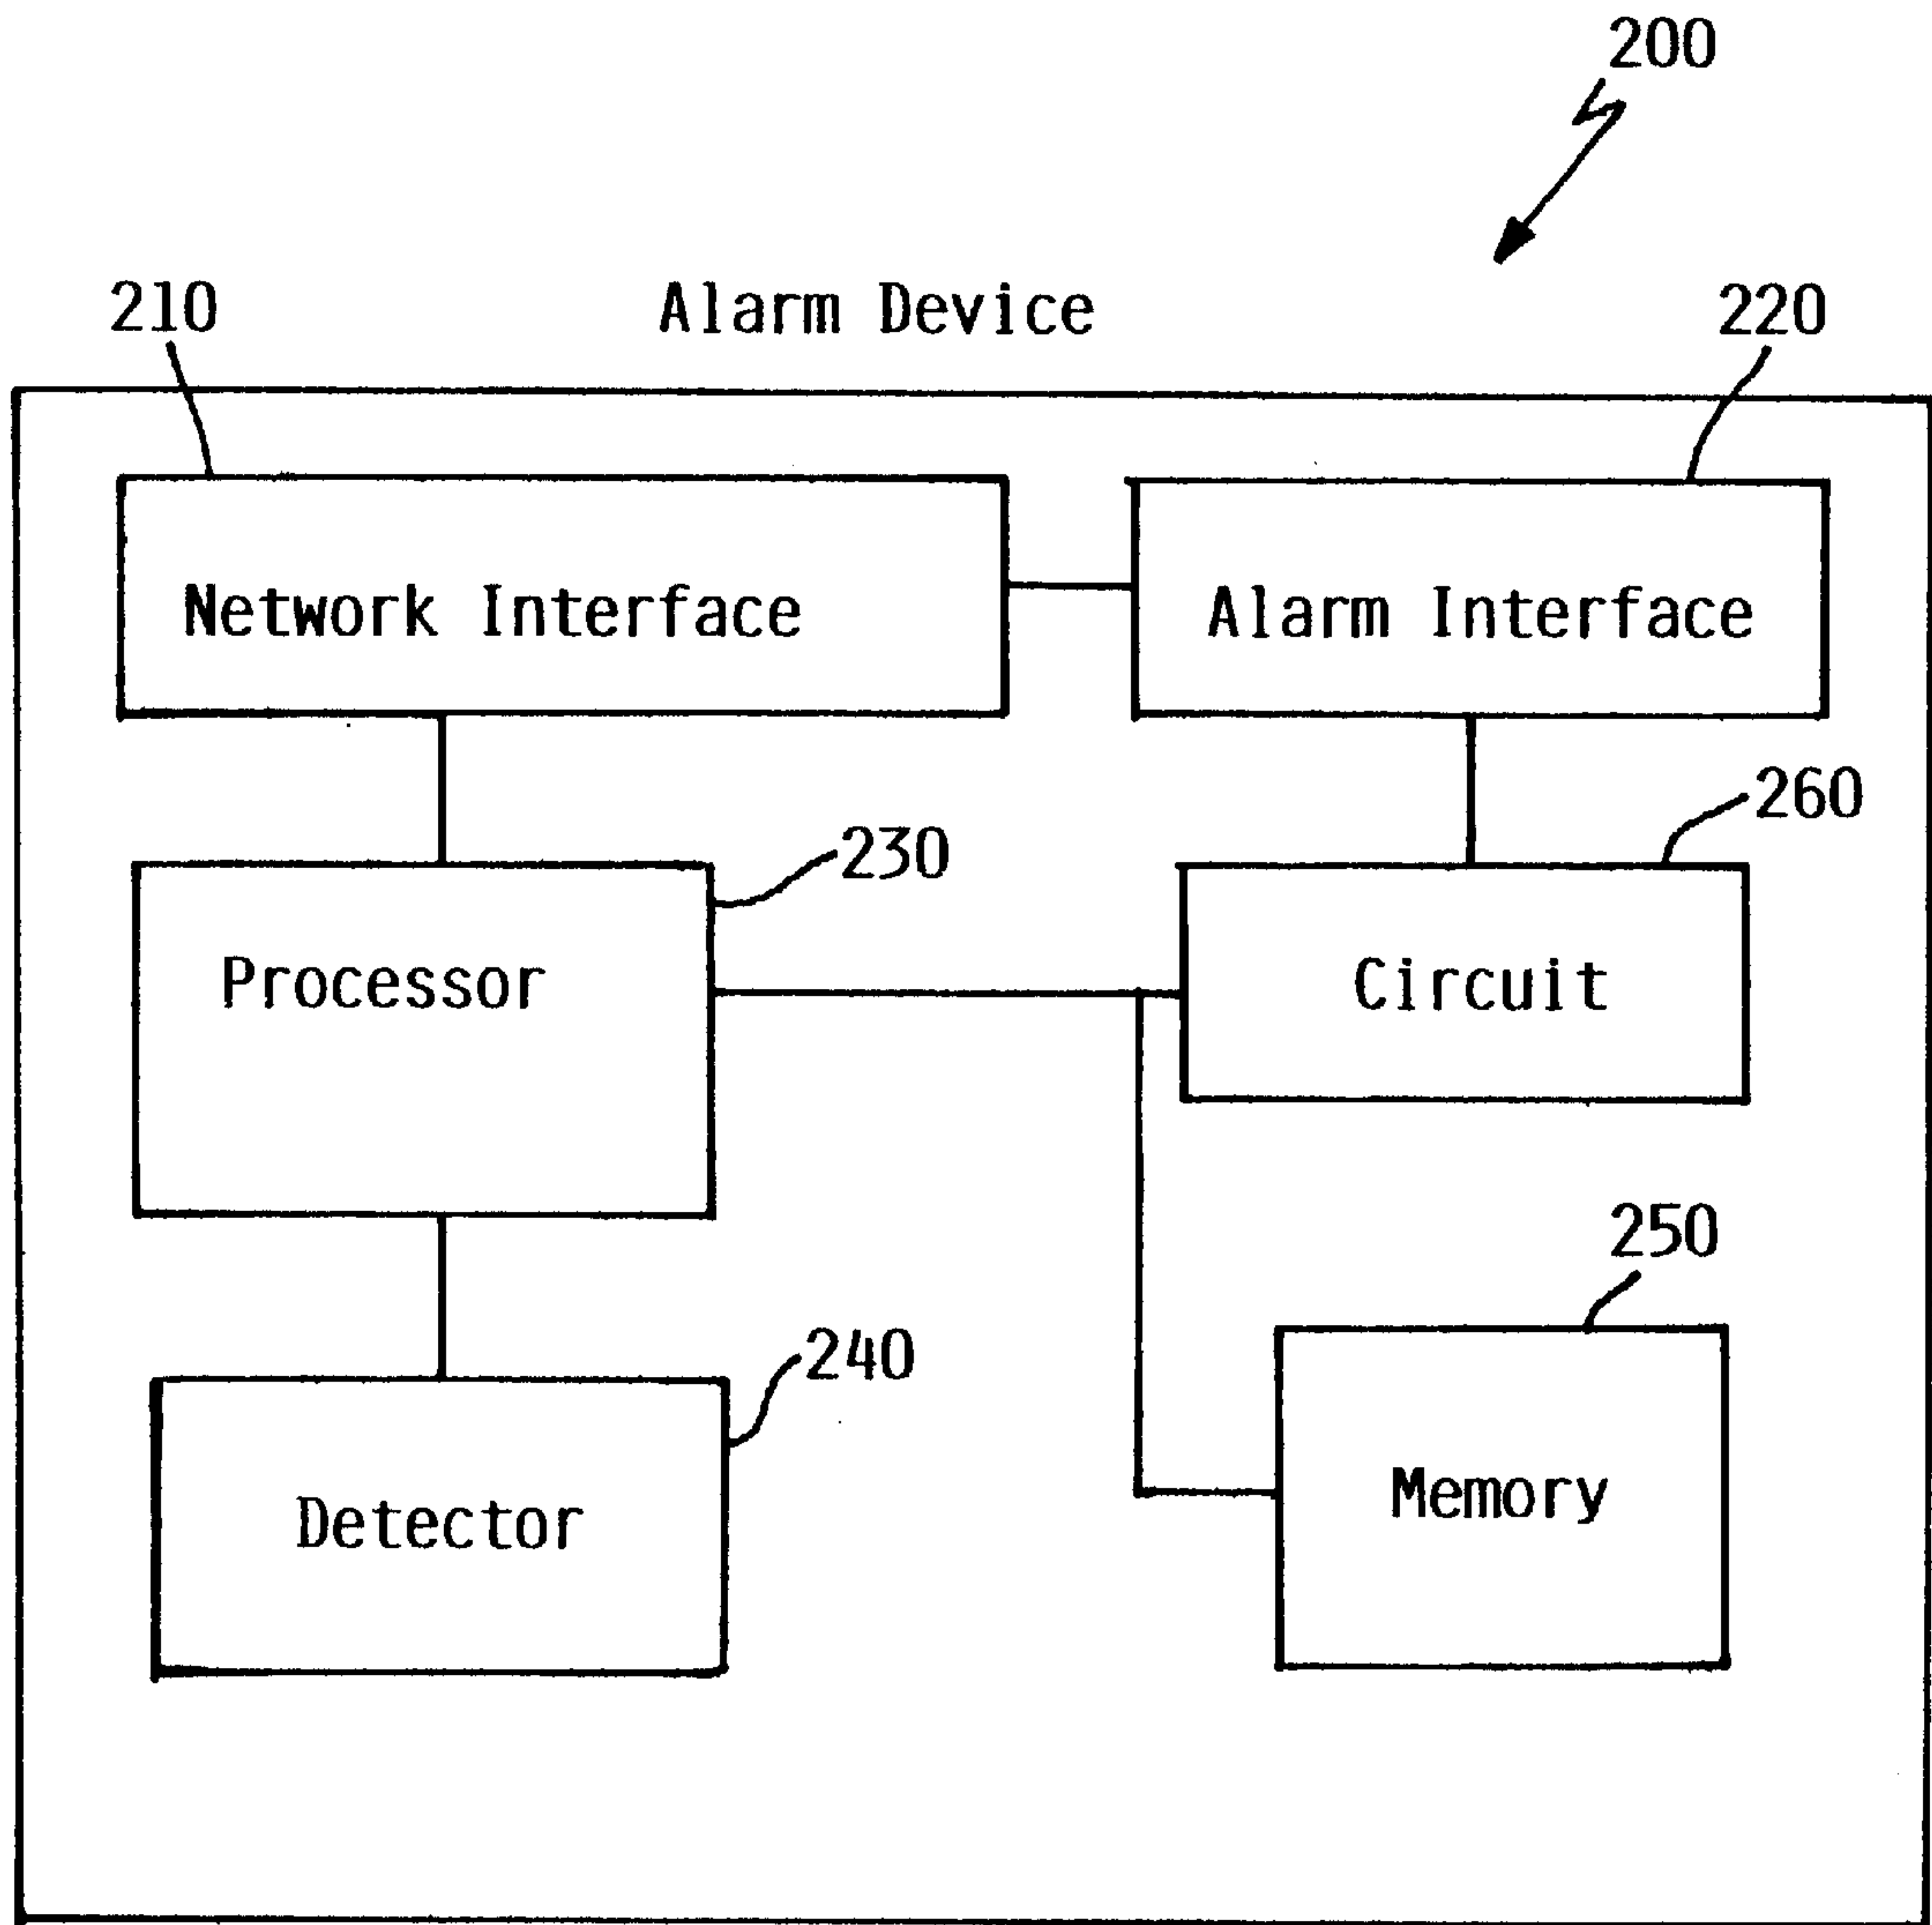 200
210
Alarm Device
220
Network Interface
Alarm Interface
260
230
Processor
Circuit
250
240
Memory
Detector